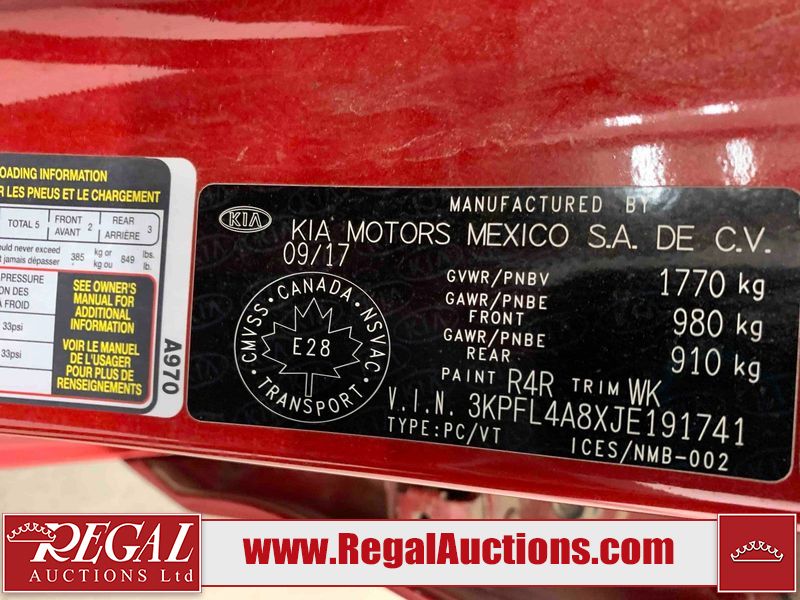 OADING INFORMATION
R LES PNEUS ET LE CHARGEMENT
TOTAL 5 FRONT AVANT 2 REAR ARRIÈRE 3
ould never exceed
t jamais dépasser 385 kg or kg ou 849 lbs. lb.
PRESSURE
ON DES
À FROID
33psi
33psi
SEE OWNER'S
MANUAL FOR
ADDITIONAL
INFORMATION
VOIR LE MANUEL
DE L'USAGER
POUR PLUS DE
RENSEIGNEMENTS
A970
MANUFACTURED BY
KIA
KIA MOTORS MEXICO S.A. DE C.V.
09/17
GVWR/PNBV 1770 kg
GAWR/PNBE
FRONT 980 kg
GAWR/PNBE
REAR 910 kg
CANADA
CMVSS • NSVAC
E28
TRANSPORT
PAINT R4R TRIM WK
V.I.N. 3KPFL4A8XJE191741
TYPE:PC/VT ICES/NMB-002
REGAL
AUCTIONS Ltd
www.RegalAuctions.com